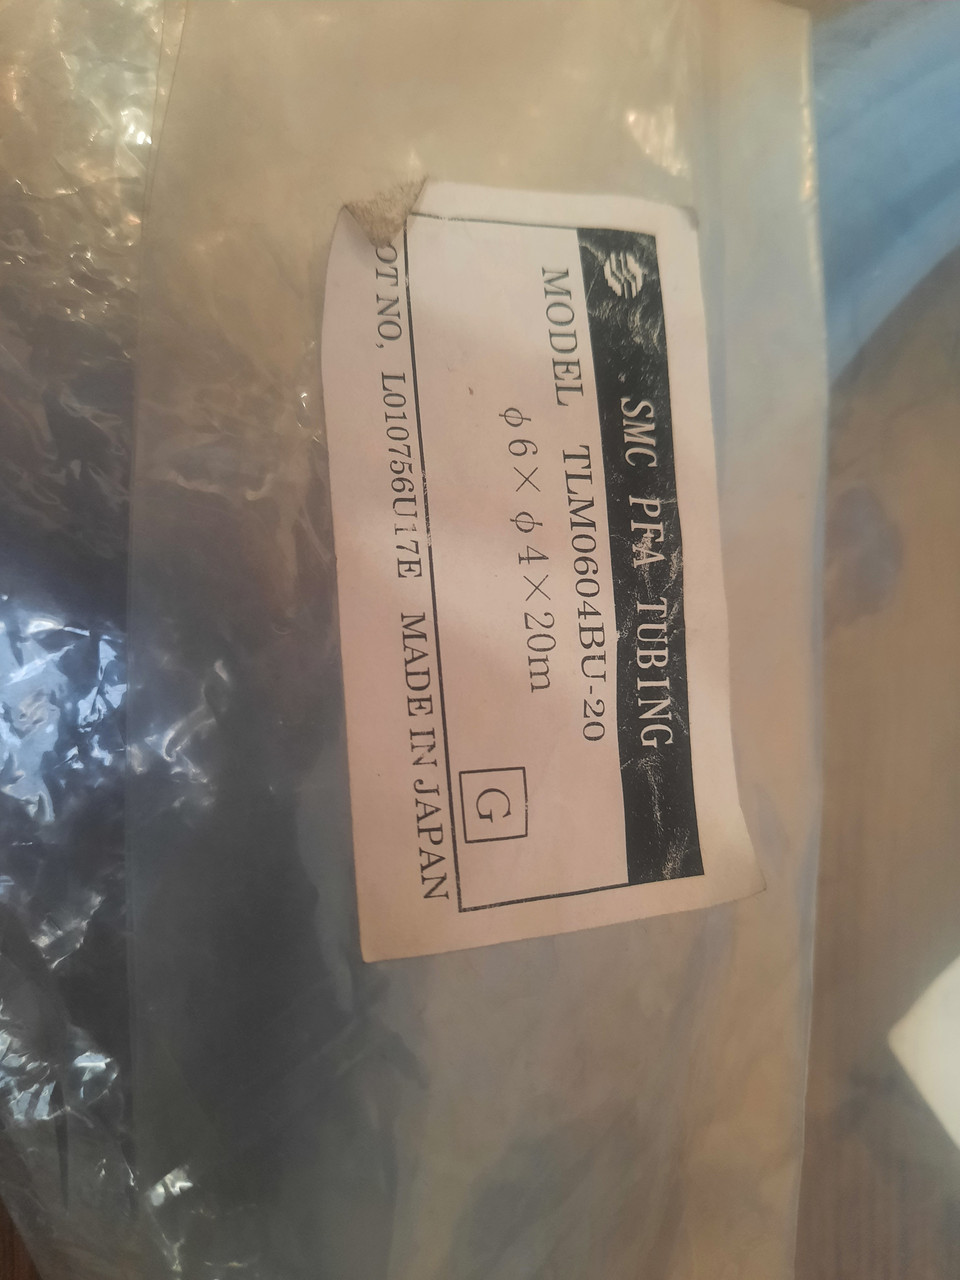 SMC PFA TUBING
MODEL TLM0604BU-20
φ6×φ4×20m
G
OT NO, L010756U17E MADE IN JAPAN